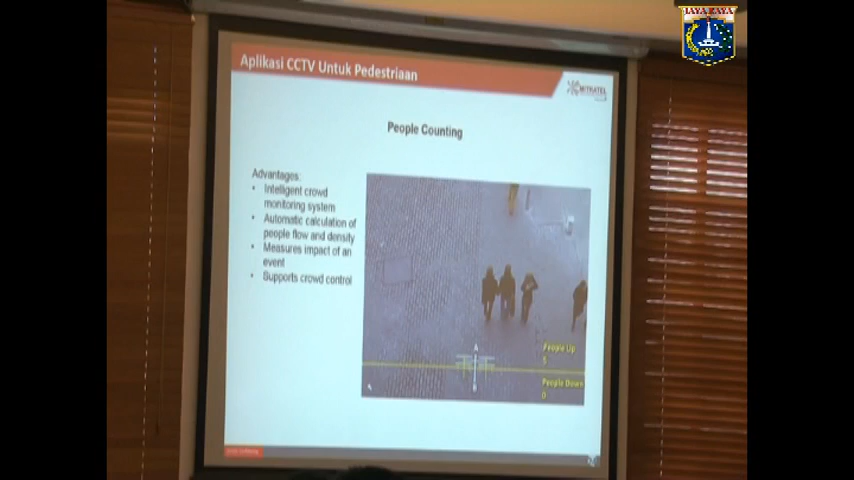 JAYA RAYA
Aplikasi CCTV Untuk Pedestriaan
MITRATEL
People Counting
Advantages:
• Intelligent crowd
monitoring system
• Automatic calculation of
people flow and density
• Measures impact of an
event
• Supports crowd control
A
B
People Up
5
People Down
0